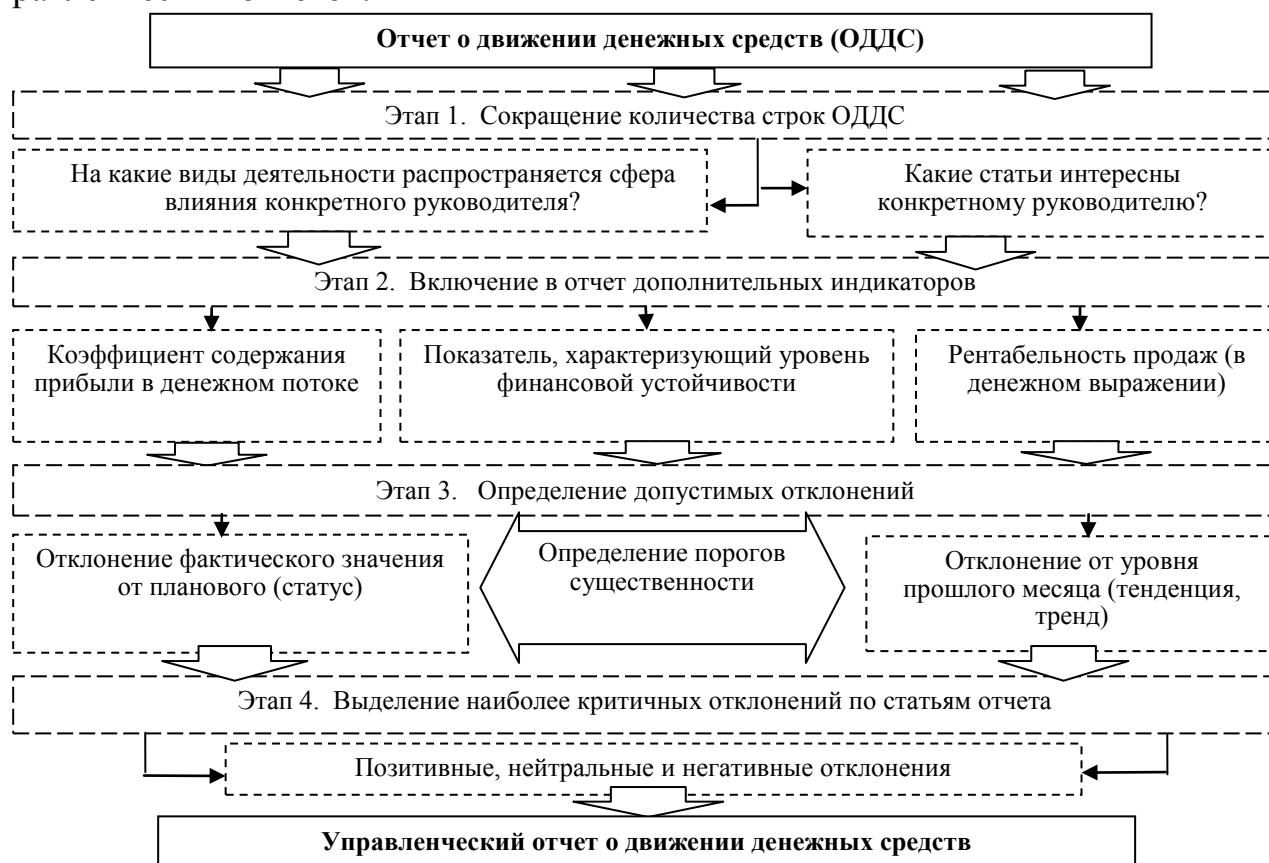 Отчет о движении денежных средств (ОДДС)
Этап 1. Сокращение количества строк ОДДС
На какие виды деятельности распространяется сфера
влияния конкретного руководителя?
Какие статьи интересны
конкретному руководителю?
Этап 2. Включение в отчет дополнительных индикаторов
Коэффициент содержания
прибыли в денежном потоке
Показатель, характеризующий уровень
финансовой устойчивости
Рентабельность продаж (в
денежном выражении)
Этап 3. Определение допустимых отклонений
Отклонение фактического значения
от планового (статус)
Определение порогов
существенности
Отклонение от уровня
прошлого месяца (тенденция,
тренд)
Этап 4. Выделение наиболее критичных отклонений по статьям отчета
Позитивные, нейтральные и негативные отклонения
Управленческий отчет о движении денежных средств